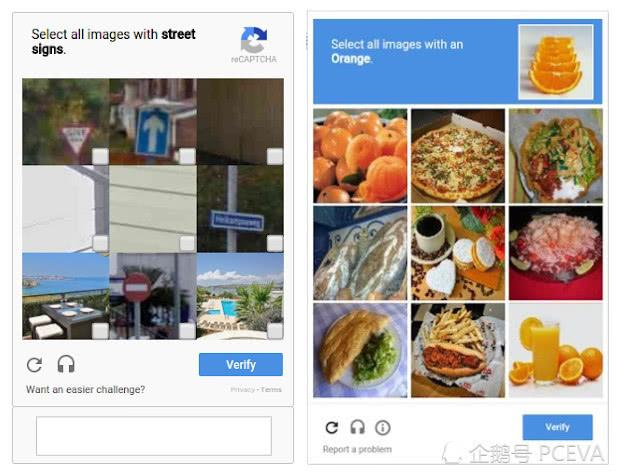 Select all images with street
signs.
reCAPTCHA
GIVE
Want an easier challenge?
Privacy - Terms
Verify
Select all images with an
Orange.
Verify
Report a problem
企鹅号 PCEVA